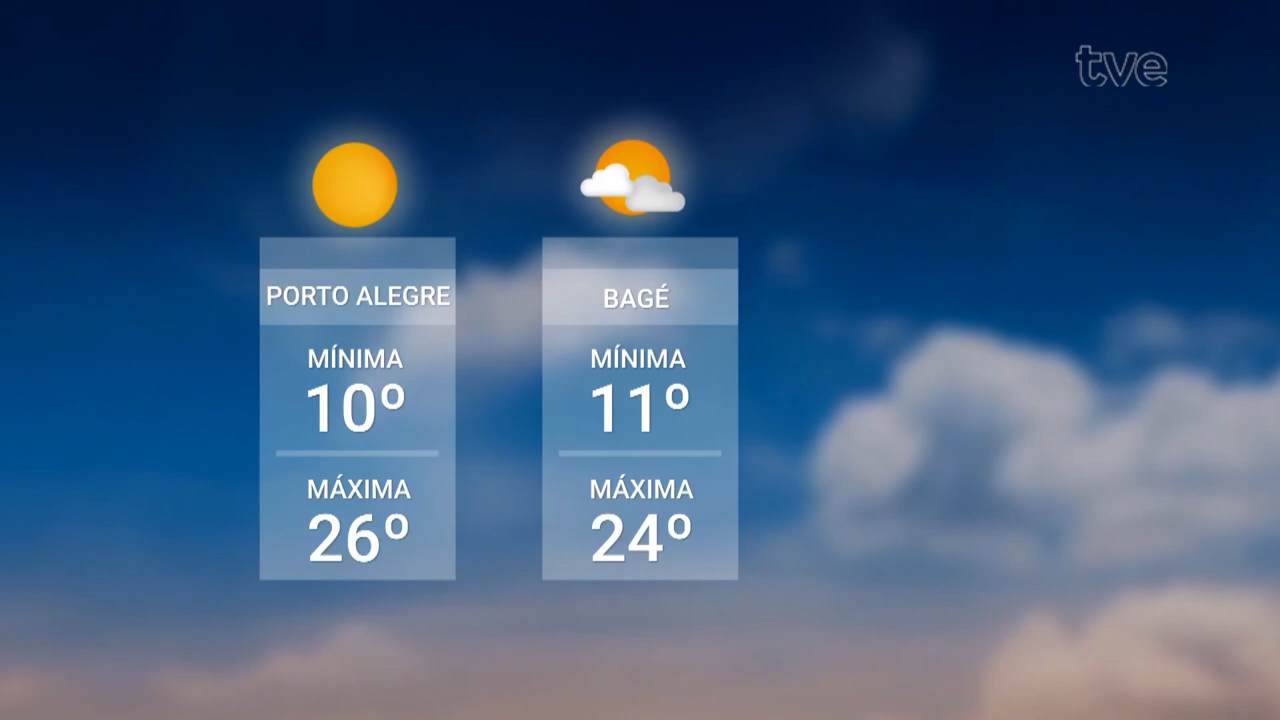 tve
PORTO ALEGRE
MÍNIMA
10º
MÁXIMA
26º
BAGÉ
MÍNIMA
11º
MÁXIMA
24º